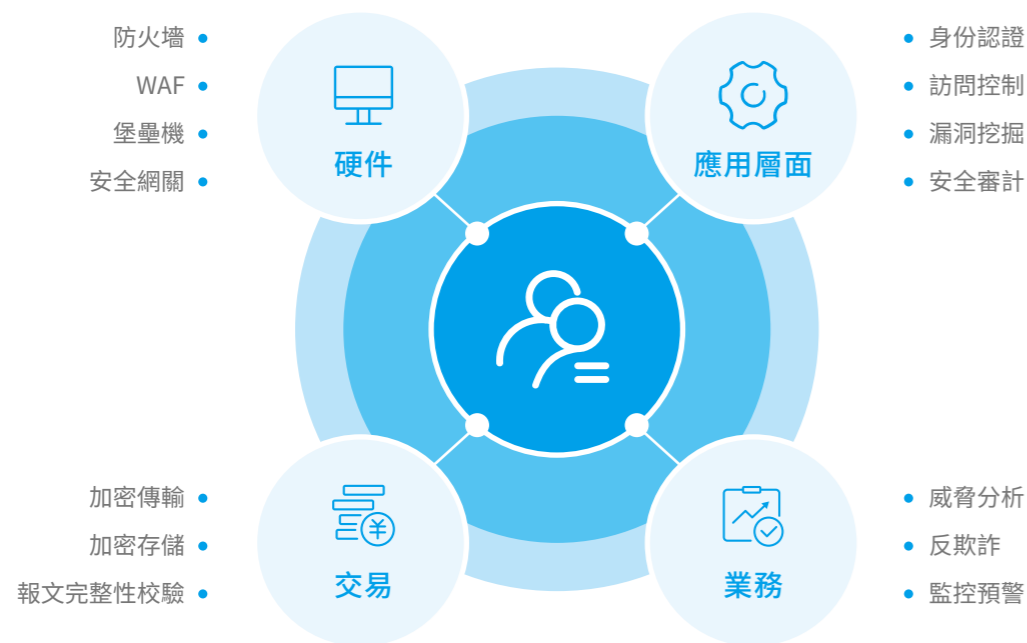 防火墻
WAF
堡壘機
安全網關
硬件
應用層面
身份認證
訪問控制
漏洞挖掘
安全審計
加密傳輸
加密存儲
報文完整性校驗
交易
業務
威脅分析
反欺詐
監控預警